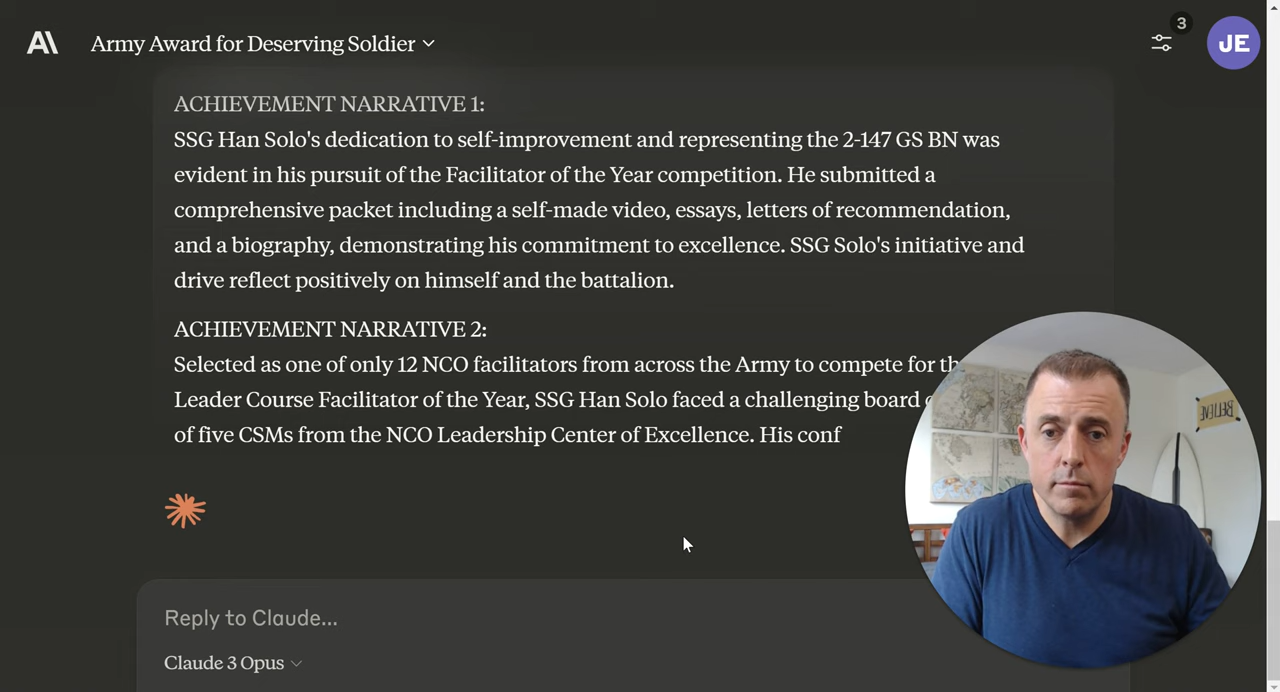 A\ Army Award for Deserving Soldier 3 JE
ACHIEVEMENT NARRATIVE 1:
SSG Han Solo's dedication to self-improvement and representing the 2-147 GS BN was
evident in his pursuit of the Facilitator of the Year competition. He submitted a
comprehensive packet including a self-made video, essays, letters of recommendation,
and a biography, demonstrating his commitment to excellence. SSG Solo's initiative and
drive reflect positively on himself and the battalion.
ACHIEVEMENT NARRATIVE 2:
Selected as one of only 12 NCO facilitators from across the Army to compete for th
Leader Course Facilitator of the Year, SSG Han Solo faced a challenging board
of five CSMs from the NCO Leadership Center of Excellence. His conf
BELIEVE
Reply to Claude...
Claude 3 Opus